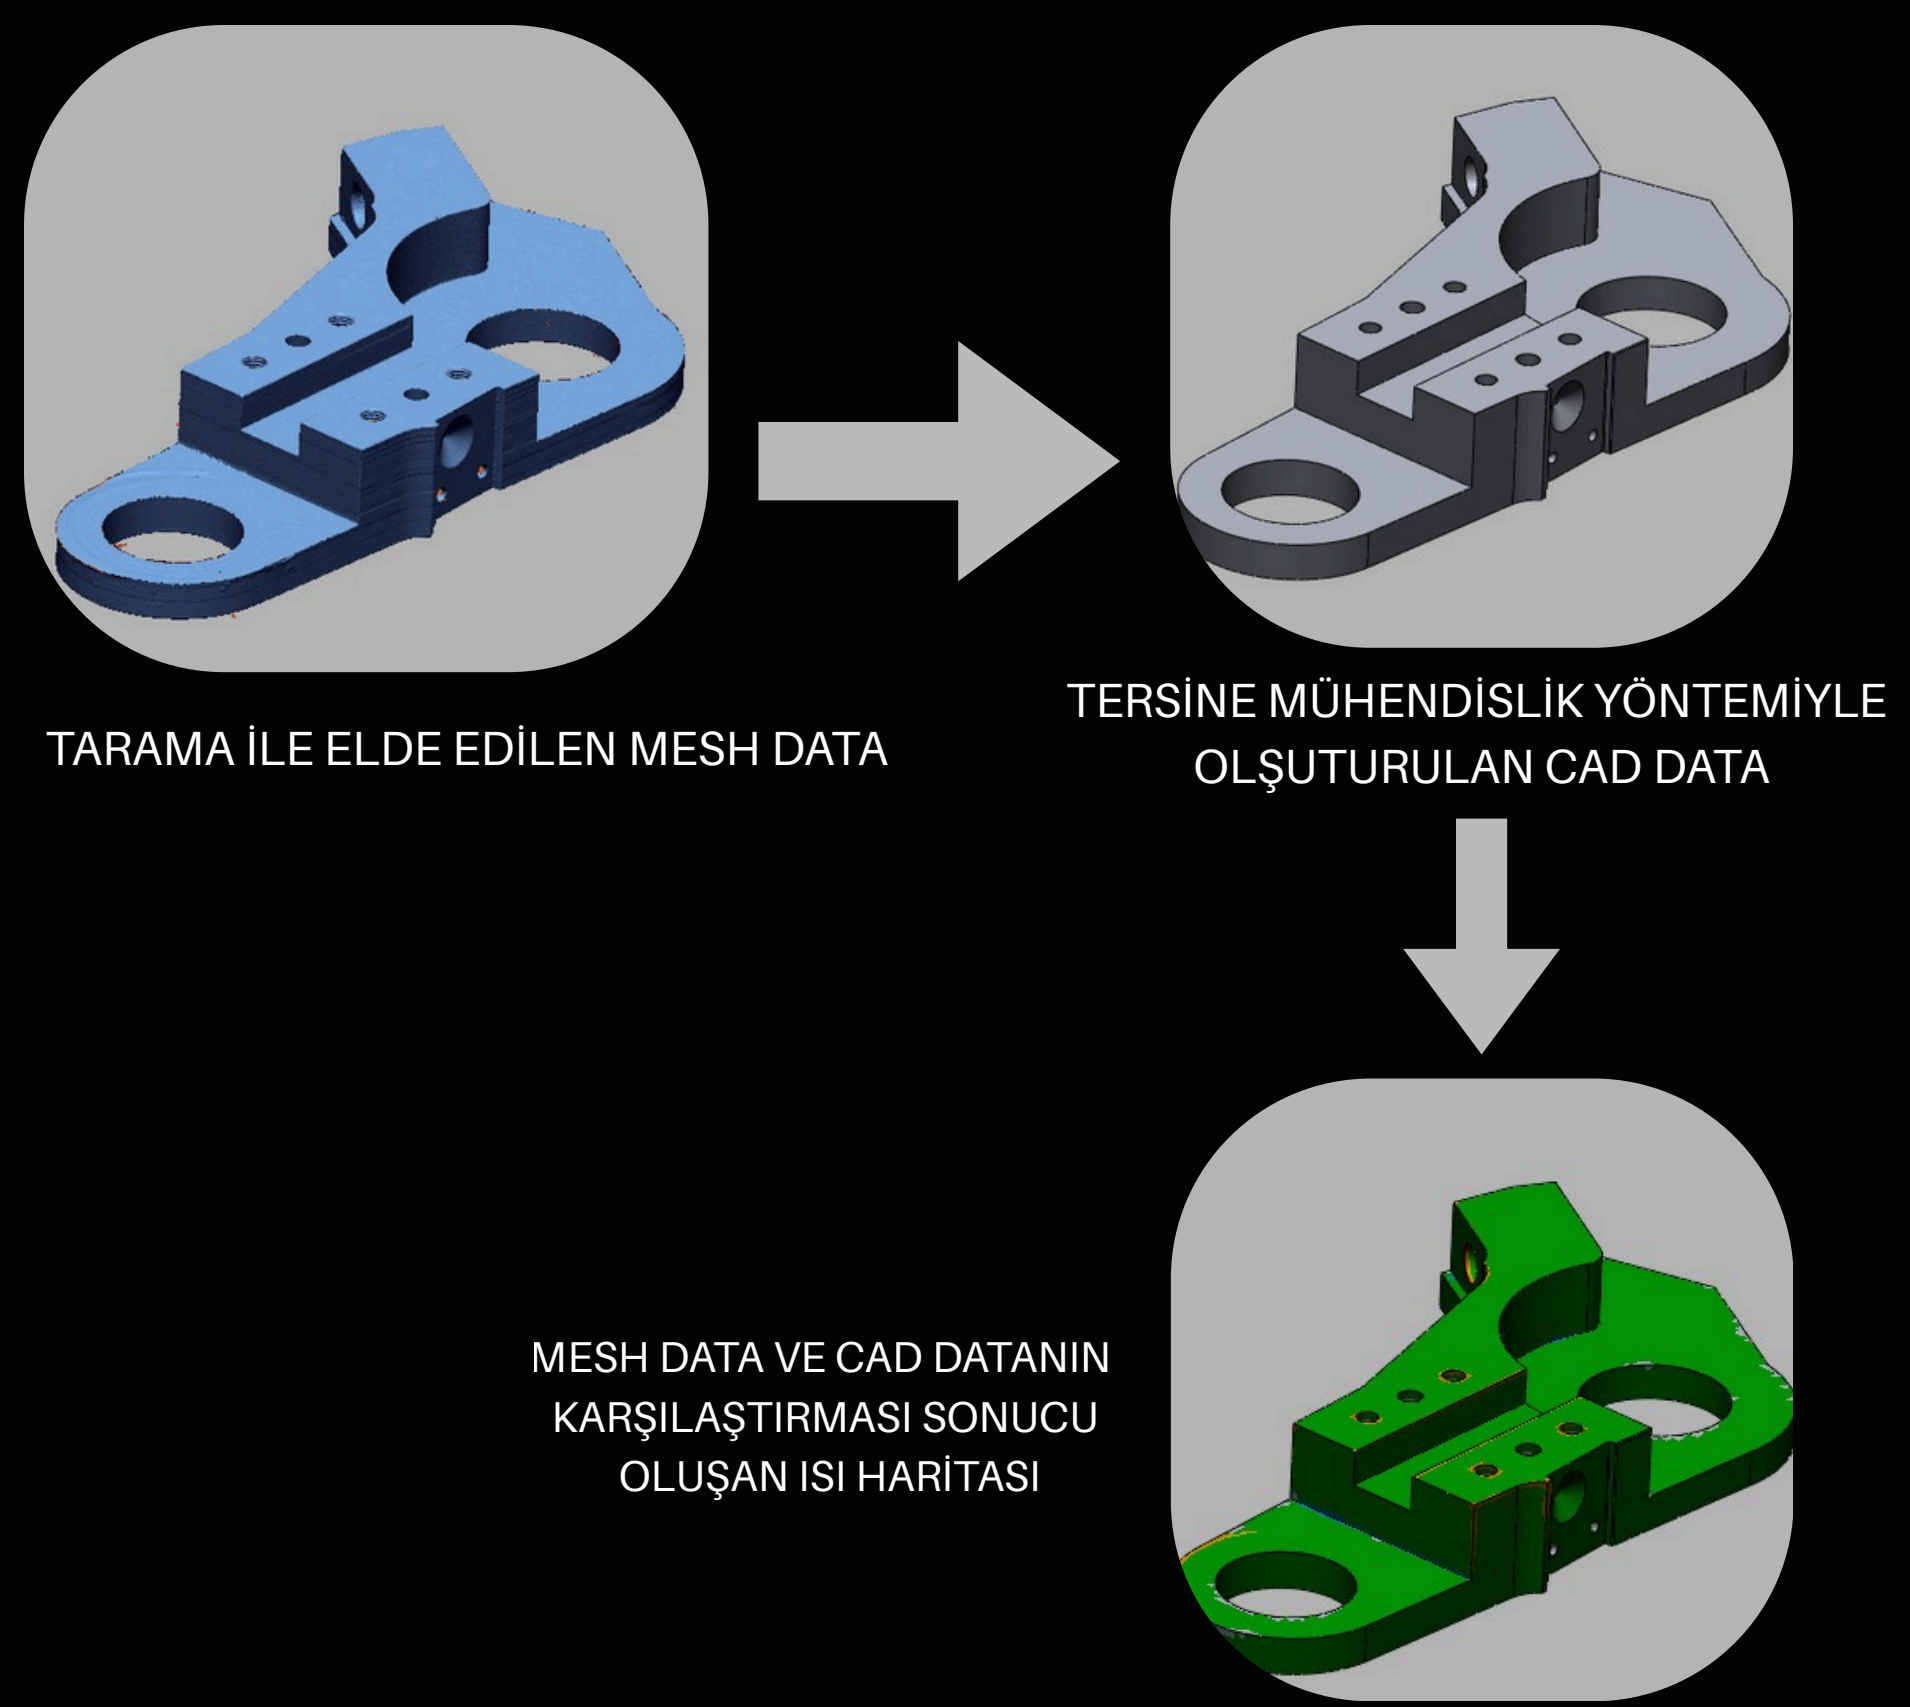 TARAMA İLE ELDE EDİLEN MESH DATA
TERSİNE MÜHENDİSLİK YÖNTEMİYLE
OLŞUTURULAN CAD DATA
MESH DATA VE CAD DATANIN
KARŞILAŞTIRMASI SONUCU
OLUŞAN ISI HARİTASI